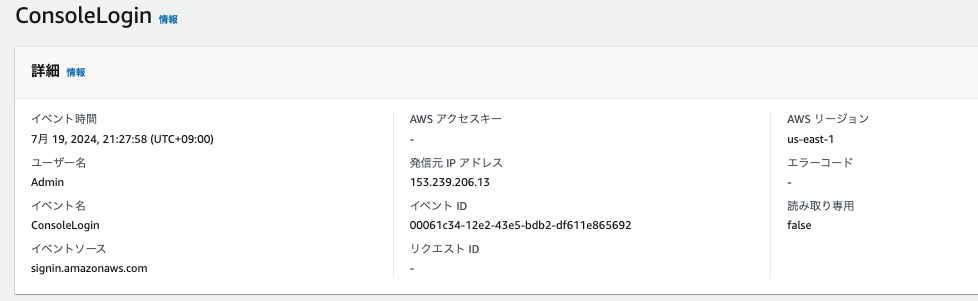 ConsoleLogin 情報
詳細 情報
イベント時間
7月 19, 2024, 21:27:58 (UTC+09:00)
ユーザー名
Admin
イベント名
ConsoleLogin
イベントソース
signin.amazonaws.com
AWS アクセスキー
-
発信元 IP アドレス
153.239.206.13
イベント ID
00061c34-12e2-43e5-bdb2-df611e865692
リクエスト ID
-
AWS リージョン
us-east-1
エラーコード
-
読み取り専用
false